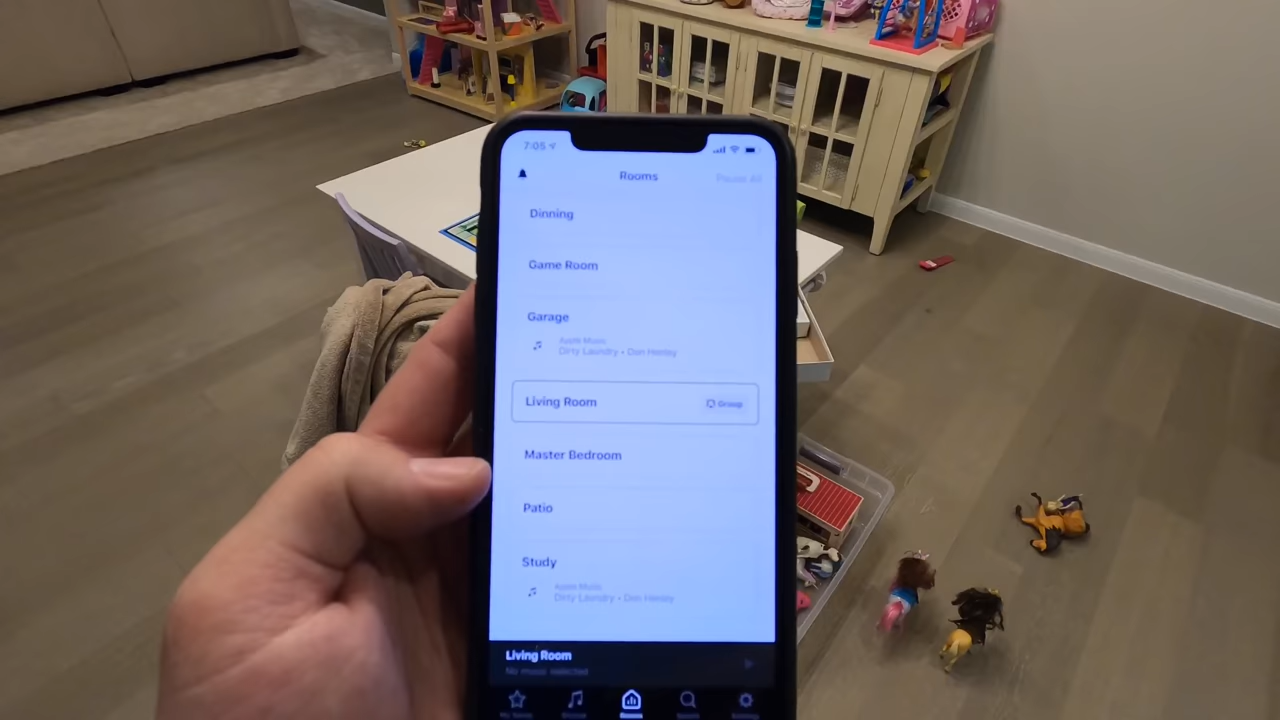 7:05
Rooms
Pause All
Dinning
Game Room
Garage
Apple Music
Dirty Laundry • Don Henley
Living Room
Group
Master Bedroom
Patio
Study
Apple Music
Dirty Laundry • Don Henley
Living Room
No music selected
Rooms